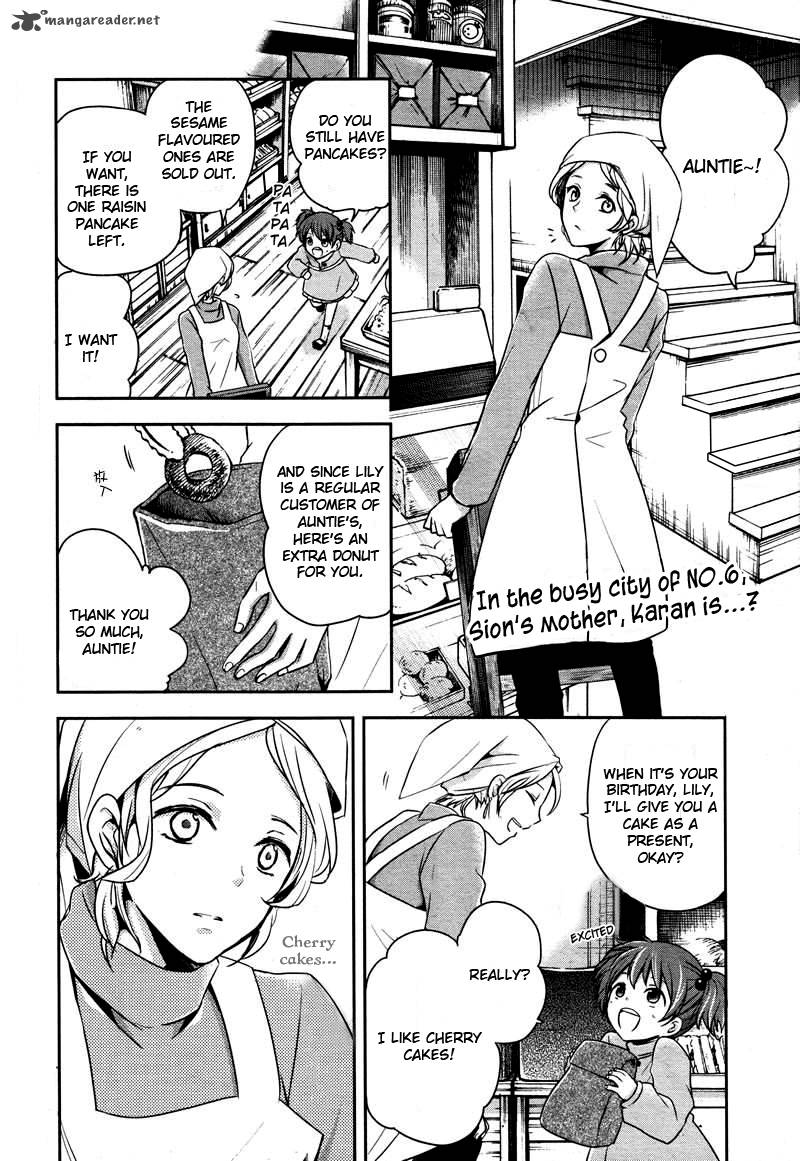 mangareader.net
AUNTIE~!
In the busy city of NO.6,
Sion's mother, Karan is...?
DO YOU
STILL HAVE
PANCAKES?
PA
TA
PA
TA
THE
SESAME
FLAVOURED
ONES ARE
SOLD OUT.
IF YOU
WANT,
THERE IS
ONE RAISIN
PANCAKE
LEFT.
I WANT
IT!
AND SINCE LILY
IS A REGULAR
CUSTOMER OF
AUNTIE'S,
HERE'S AN
EXTRA DONUT
FOR YOU.
THANK YOU
SO MUCH,
AUNTIE!
WHEN IT'S YOUR
BIRTHDAY, LILY,
I'LL GIVE YOU A
CAKE AS A
PRESENT,
OKAY?
EXCITED
REALLY?
I LIKE CHERRY
CAKES!
Cherry
cakes...